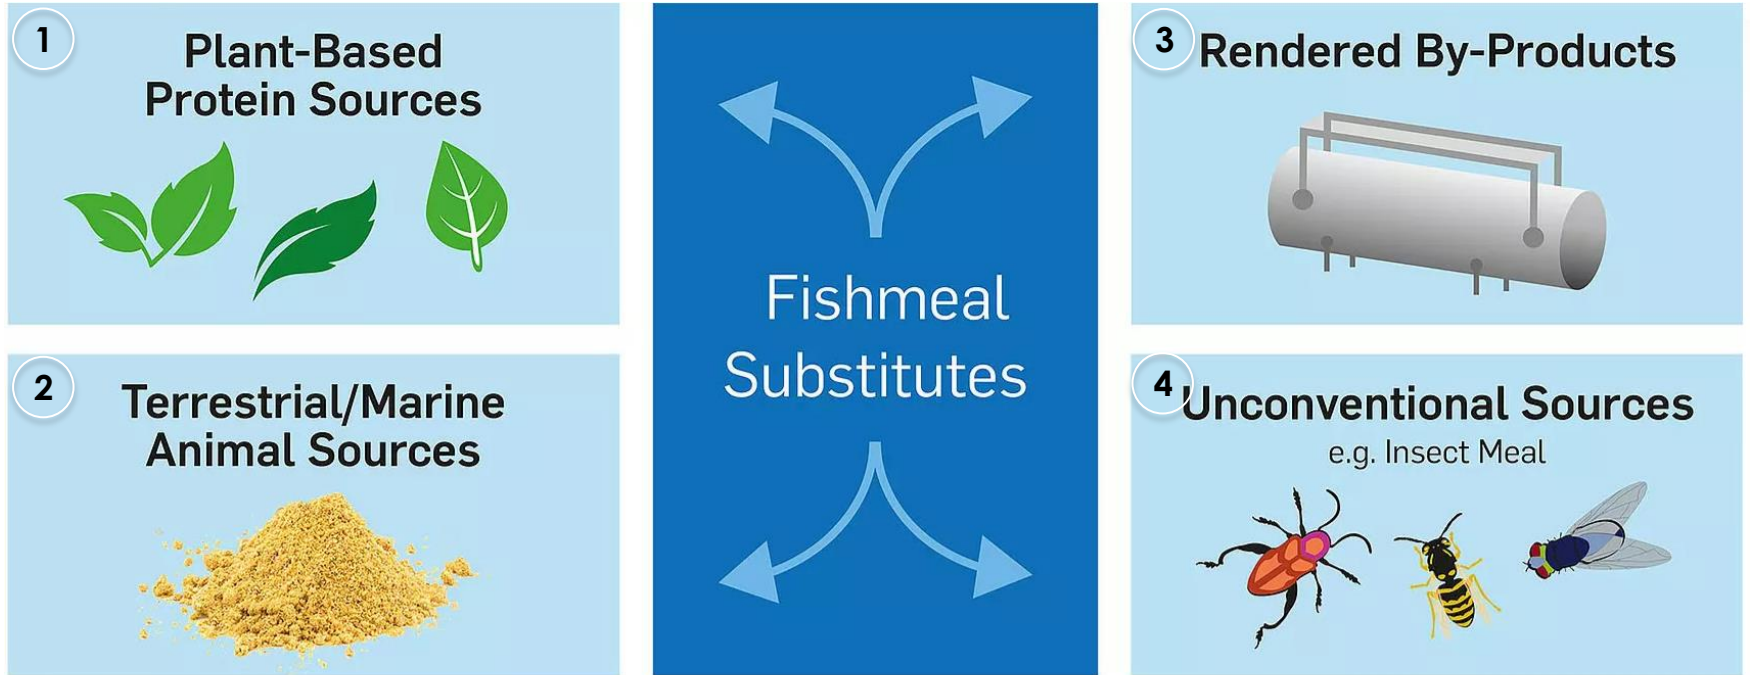 1
Plant-Based
Protein Sources
2
Terrestrial/Marine
Animal Sources
Fishmeal
Substitutes
3
Rendered By-Products
4
Unconventional Sources
e.g. Insect Meal